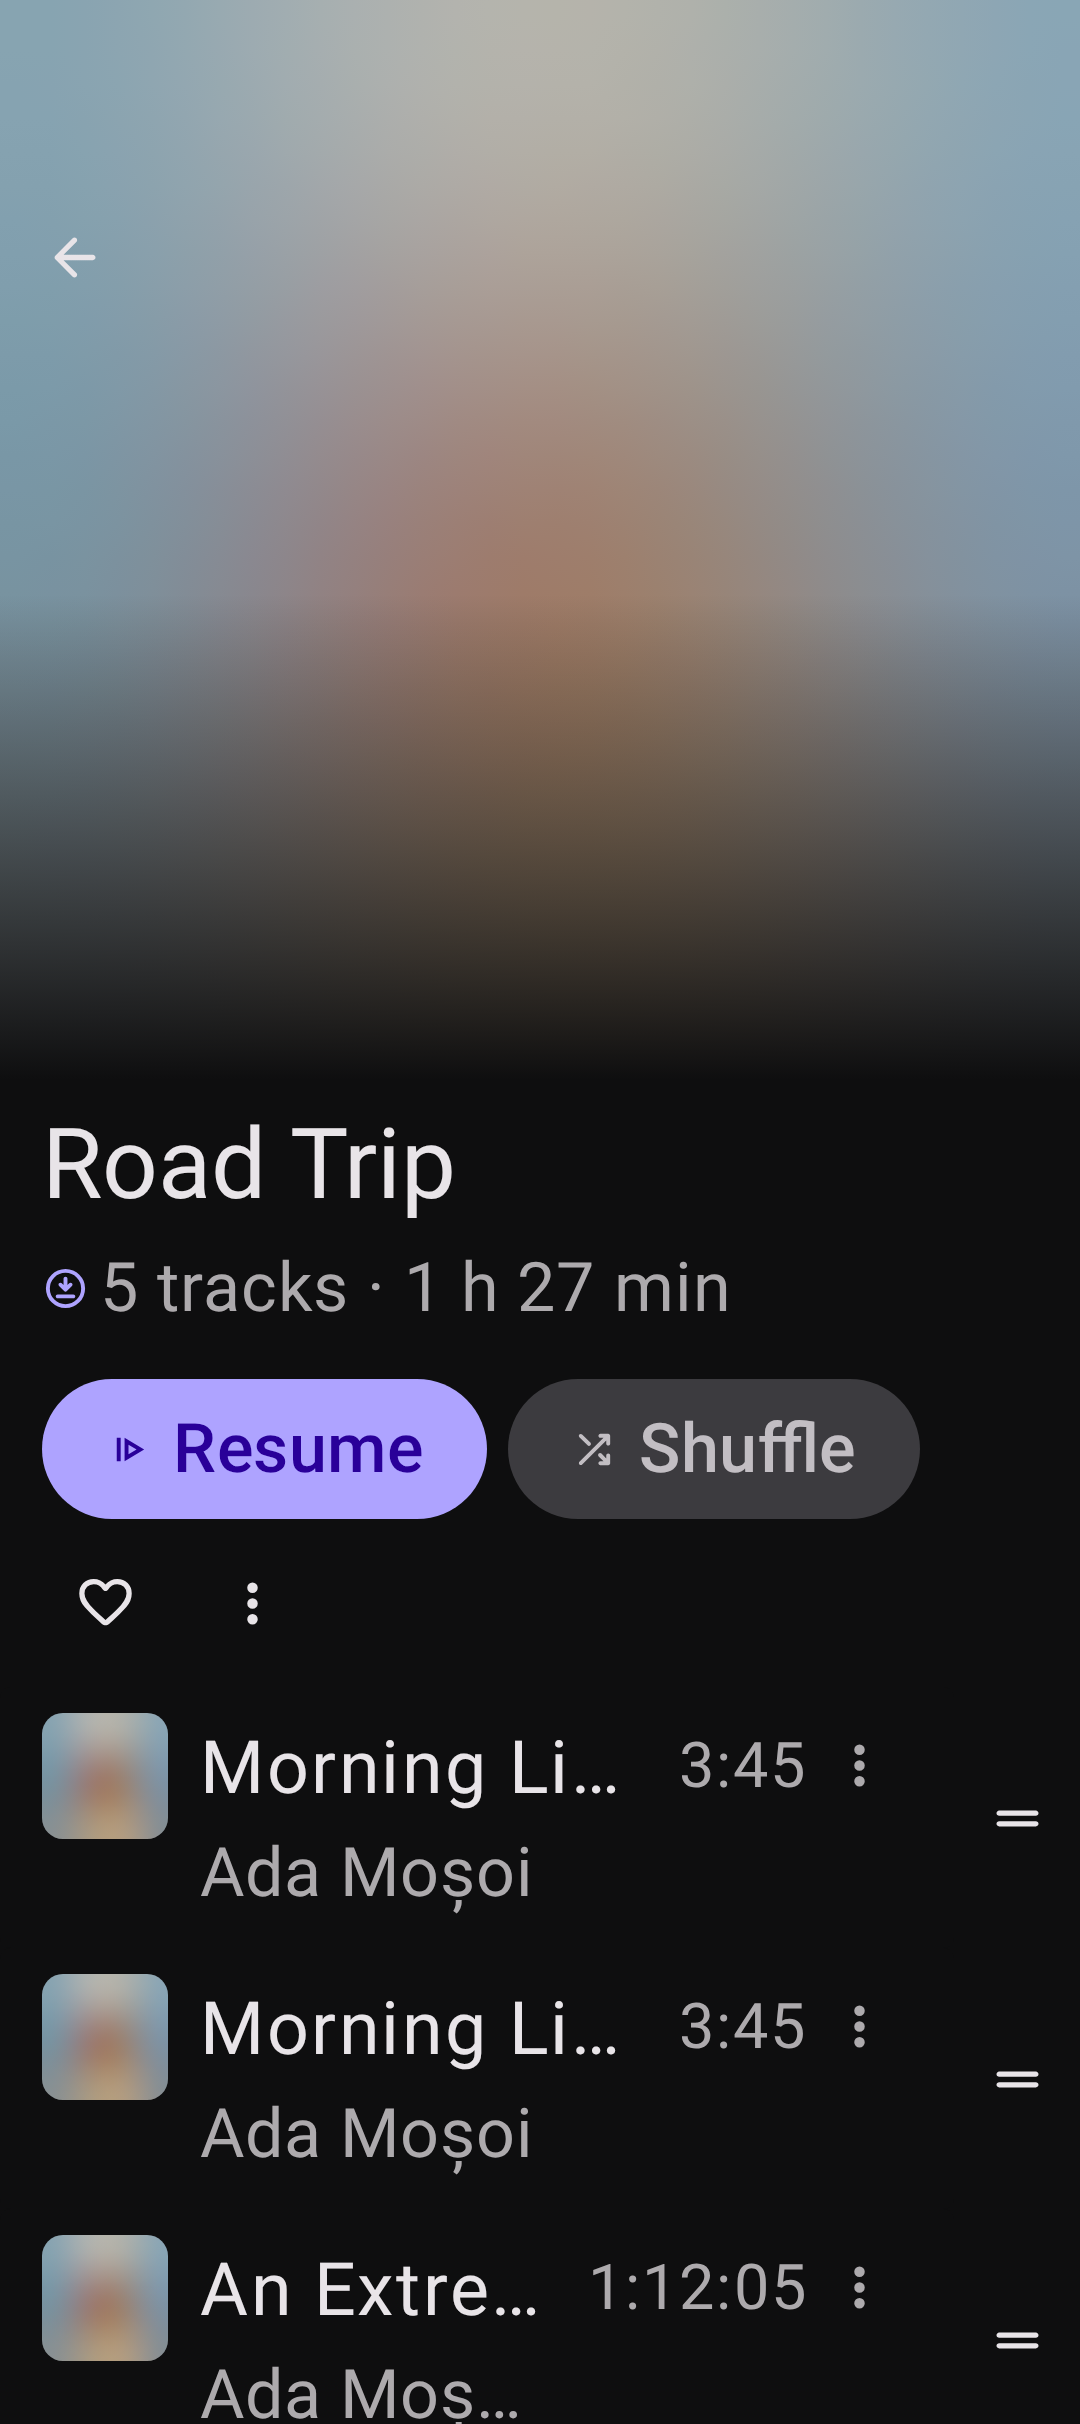 Road Trip
5 tracks · 1 h 27 min
Resume
Shuffle
Morning Li… 3:45
Ada Moșoi
Morning Li… 3:45
Ada Moșoi
An Extre… 1:12:05
Ada Moș…